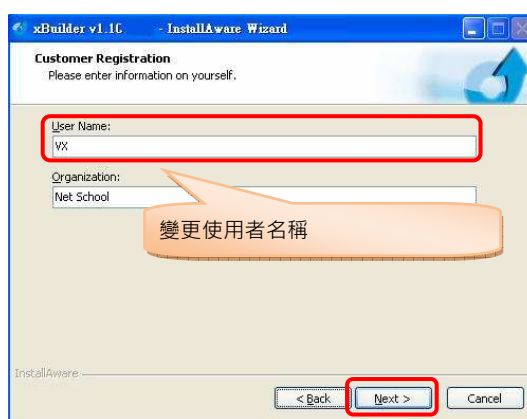 xBuilder v1.10 - InstallAware Wizard
Customer Registration
Please enter information on yourself.
User Name:
VX
Organization:
Net School
變更使用者名稱
InstallAware
< Back
Next >
Cancel